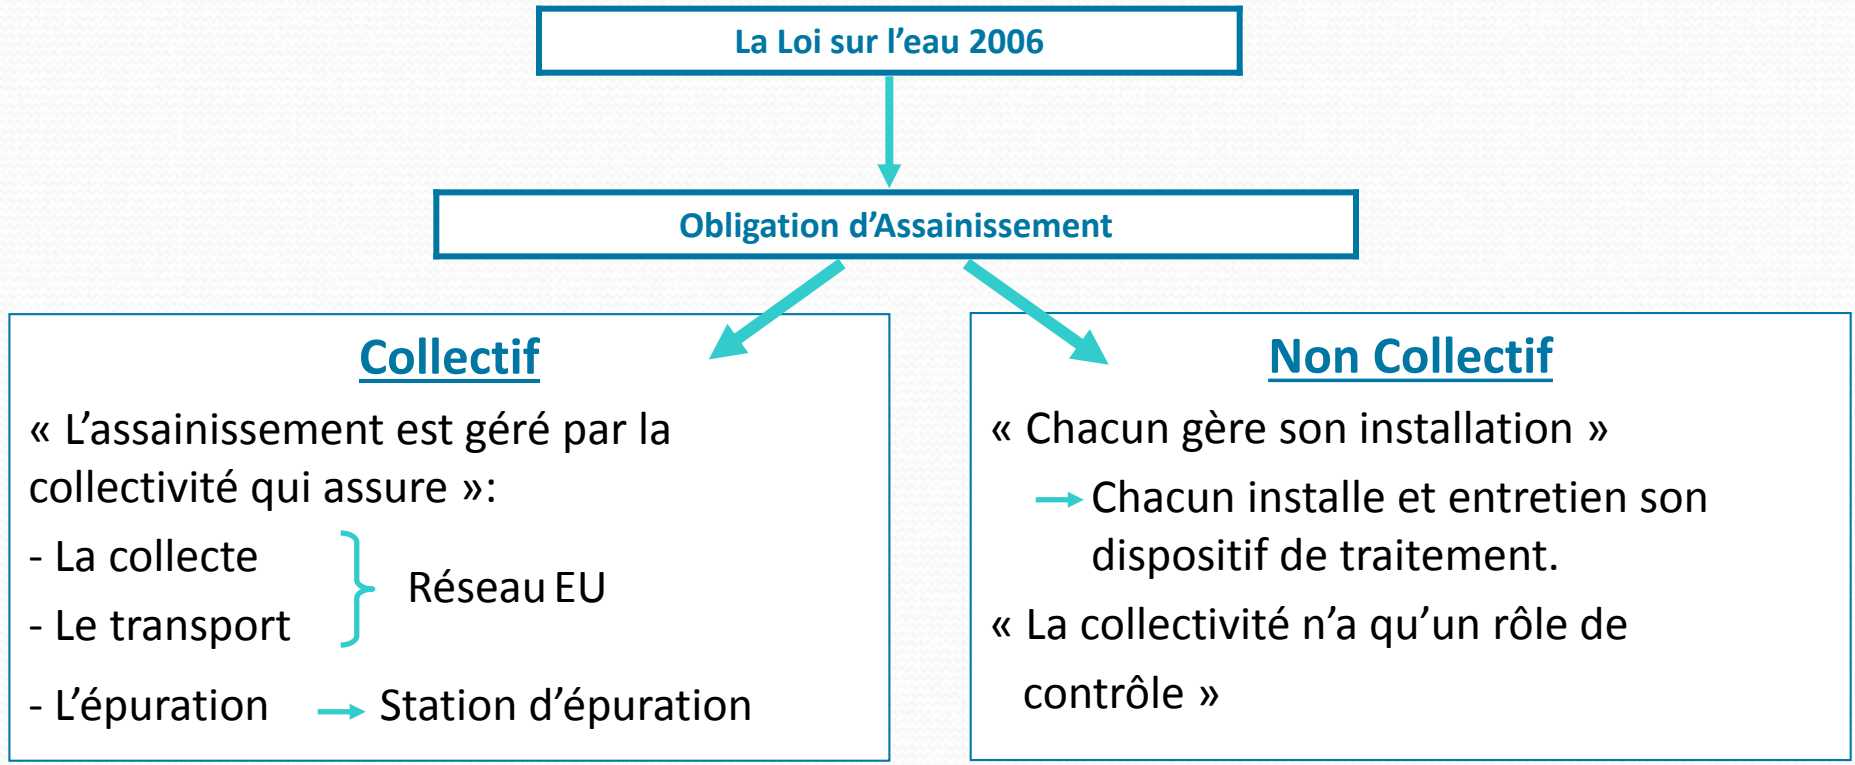 La Loi sur l’eau 2006
Obligation d’Assainissement
Collectif
« L’assainissement est géré par la
collectivité qui assure »:
- La collecte
- Le transport
Réseau EU
- L’épuration
Station d’épuration
Non Collectif
« Chacun gère son installation »
Chacun installe et entretien son
dispositif de traitement.
« La collectivité n’a qu’un rôle de
contrôle »